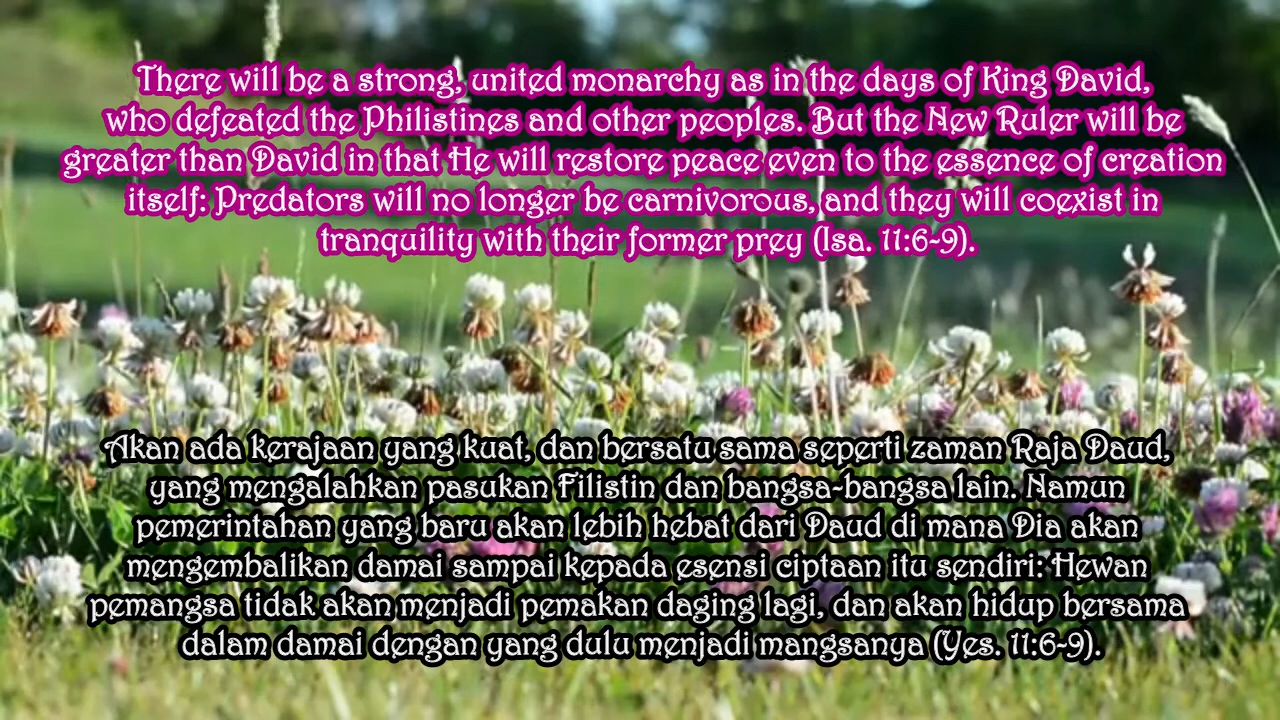 There will be a strong, united monarchy as in the days of King David,
who defeated the Philistines and other peoples. But the New Ruler will be
greater than David in that He will restore peace even to the essence of creation
itself: Predators will no longer be carnivorous, and they will coexist in
tranquility with their former prey (Isa. 11:6-9).
Akan ada kerajaan yang kuat, dan bersatu sama seperti zaman Raja Daud,
yang mengalahkan pasukan Filistin dan bangsa-bangsa lain. Namun
pemerintahan yang baru akan lebih hebat dari Daud di mana Dia akan
mengembalikan damai sampai kepada esensi ciptaan itu sendiri: Hewan
pemangsa tidak akan menjadi pemakan daging lagi, dan akan hidup bersama
dalam damai dengan yang dulu menjadi mangsanya (Yes. 11:6-9).